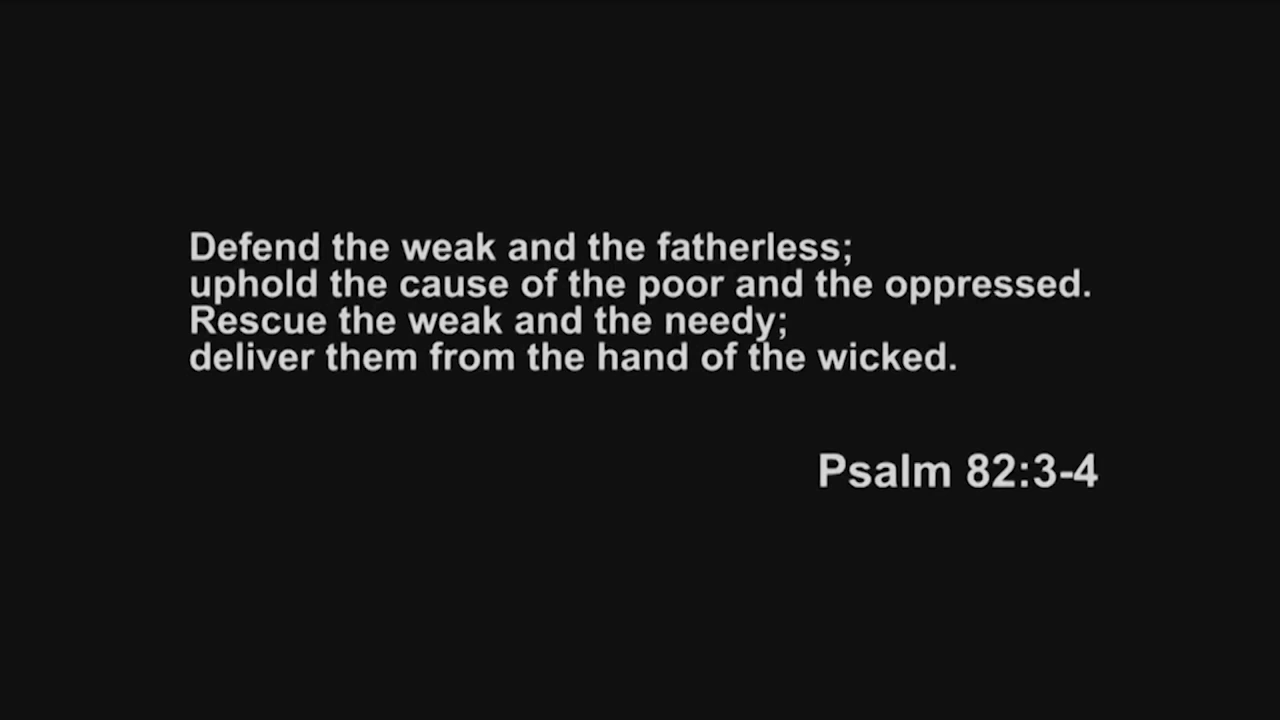 Defend the weak and the fatherless;
uphold the cause of the poor and the oppressed.
Rescue the weak and the needy;
deliver them from the hand of the wicked.
Psalm 82:3-4